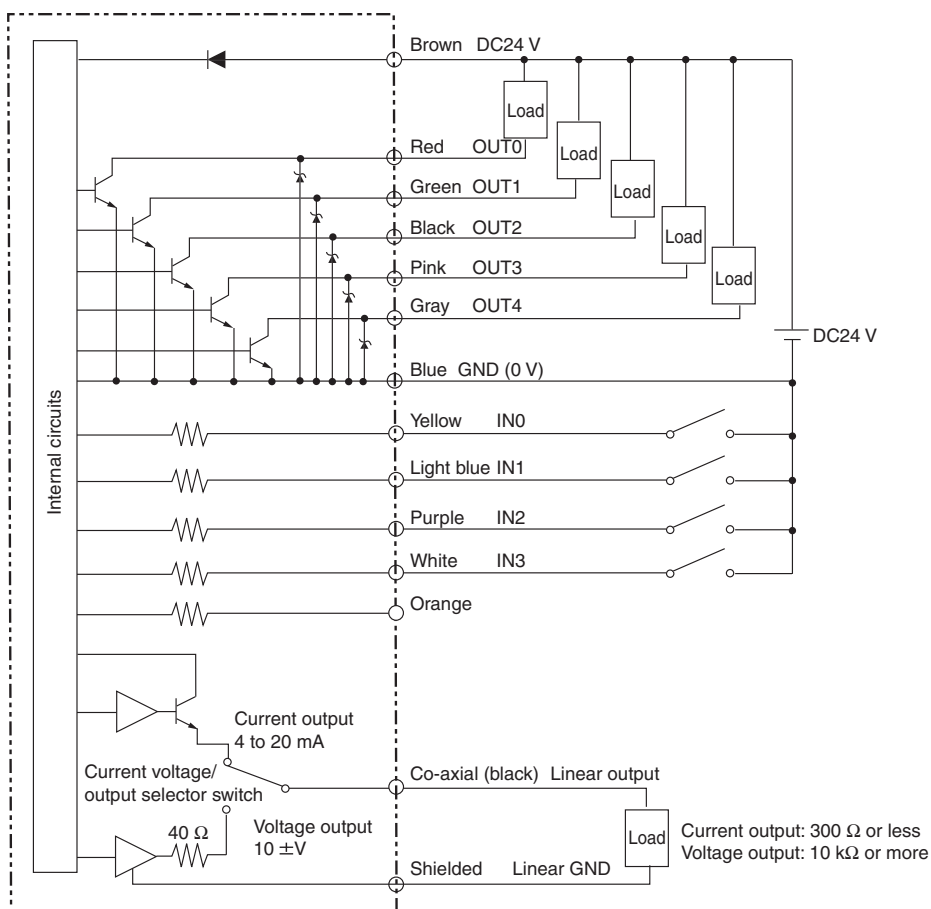 Brown DC24 V
Load
Load
Load
Load
Load
Red OUT0
Green OUT1
Black OUT2
Pink OUT3
Gray OUT4
DC24 V
Blue GND (0 V)
Internal circuits
Yellow IN0
Light blue IN1
Purple IN2
White IN3
Orange
Current output
4 to 20 mA
Current voltage/
output selector switch
Co-axial (black) Linear output
40 Ω
Voltage output
10 ±V
Load
Current output: 300 Ω or less
Voltage output: 10 kΩ or more
Shielded Linear GND